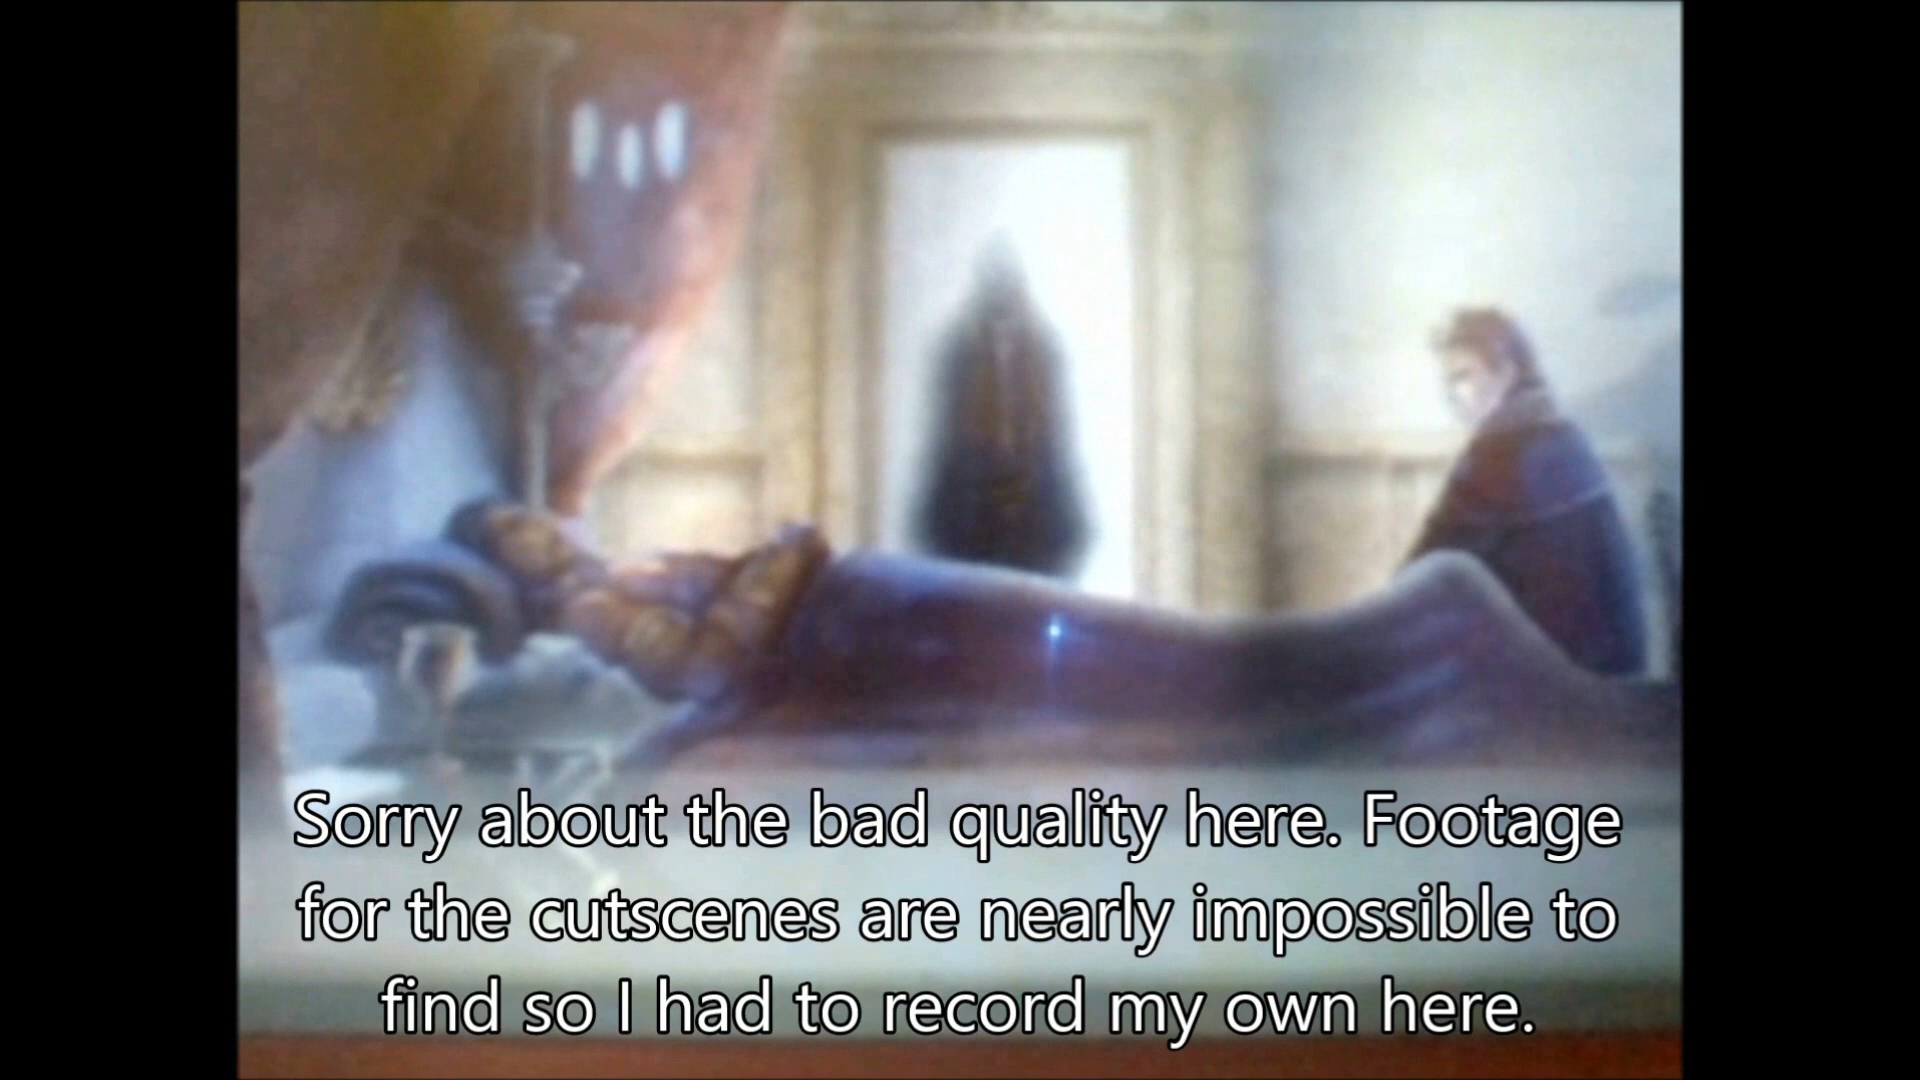 Sorry about the bad quality here. Footage
for the cutscenes are nearly impossible to
find so I had to record my own here.